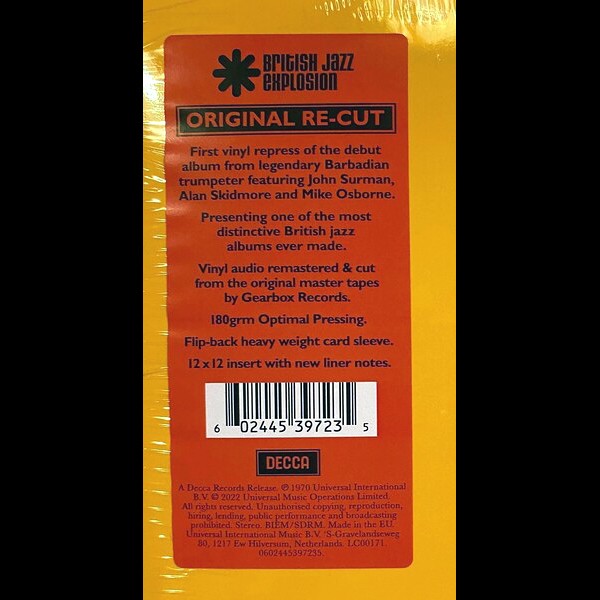 BRITISH JAZZ
EXPLOSION
ORIGINAL RE-CUT
First vinyl repress of the debut
album from legendary Barbadian
trumpeter featuring John Surman,
Alan Skidmore and Mike Osborne.
Presenting one of the most
distinctive British jazz
albums ever made.
Vinyl audio remastered & cut
from the original master tapes
by Gearbox Records.
180grm Optimal Pressing.
Flip-back heavy weight card sleeve.
12x12 insert with new liner notes.
6 02445 39723 5
DECCA
A Decca Records Release. ℗ 1970 Universal International
B.V. © 2022 Universal Music Operations Limited.
All rights reserved. Unauthorised copying, reproduction,
hiring, lending, public performance and broadcasting
prohibited. Stereo. BIEM/SDRM. Made in the EU.
Universal International Music B.V. 'S-Gravelandseweg
80, 1217 Ew Hilversum, Netherlands. LC00171.
0602445397235.